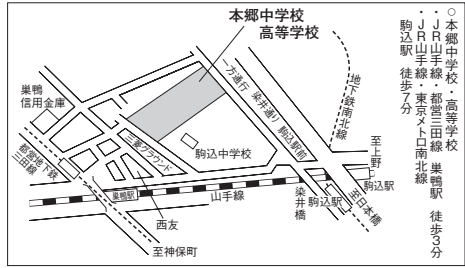 ○本郷中学校・高等学校
・JR山手線・都営三田線 巣鴨駅 徒歩3分
・JR山手線・東京メトロ南北線
駒込駅 徒歩7分
本郷中学校
高等学校
巣鴨
信用金庫
一方通行
染井通り
駒込駅前
地下鉄南北線
至上野
三菱グラウンド
駒込中学校
都営地下鉄
三田線
巣鴨駅
山手線
染井橋
駒込駅
至日本橋
駒込駅
西友
至神保町